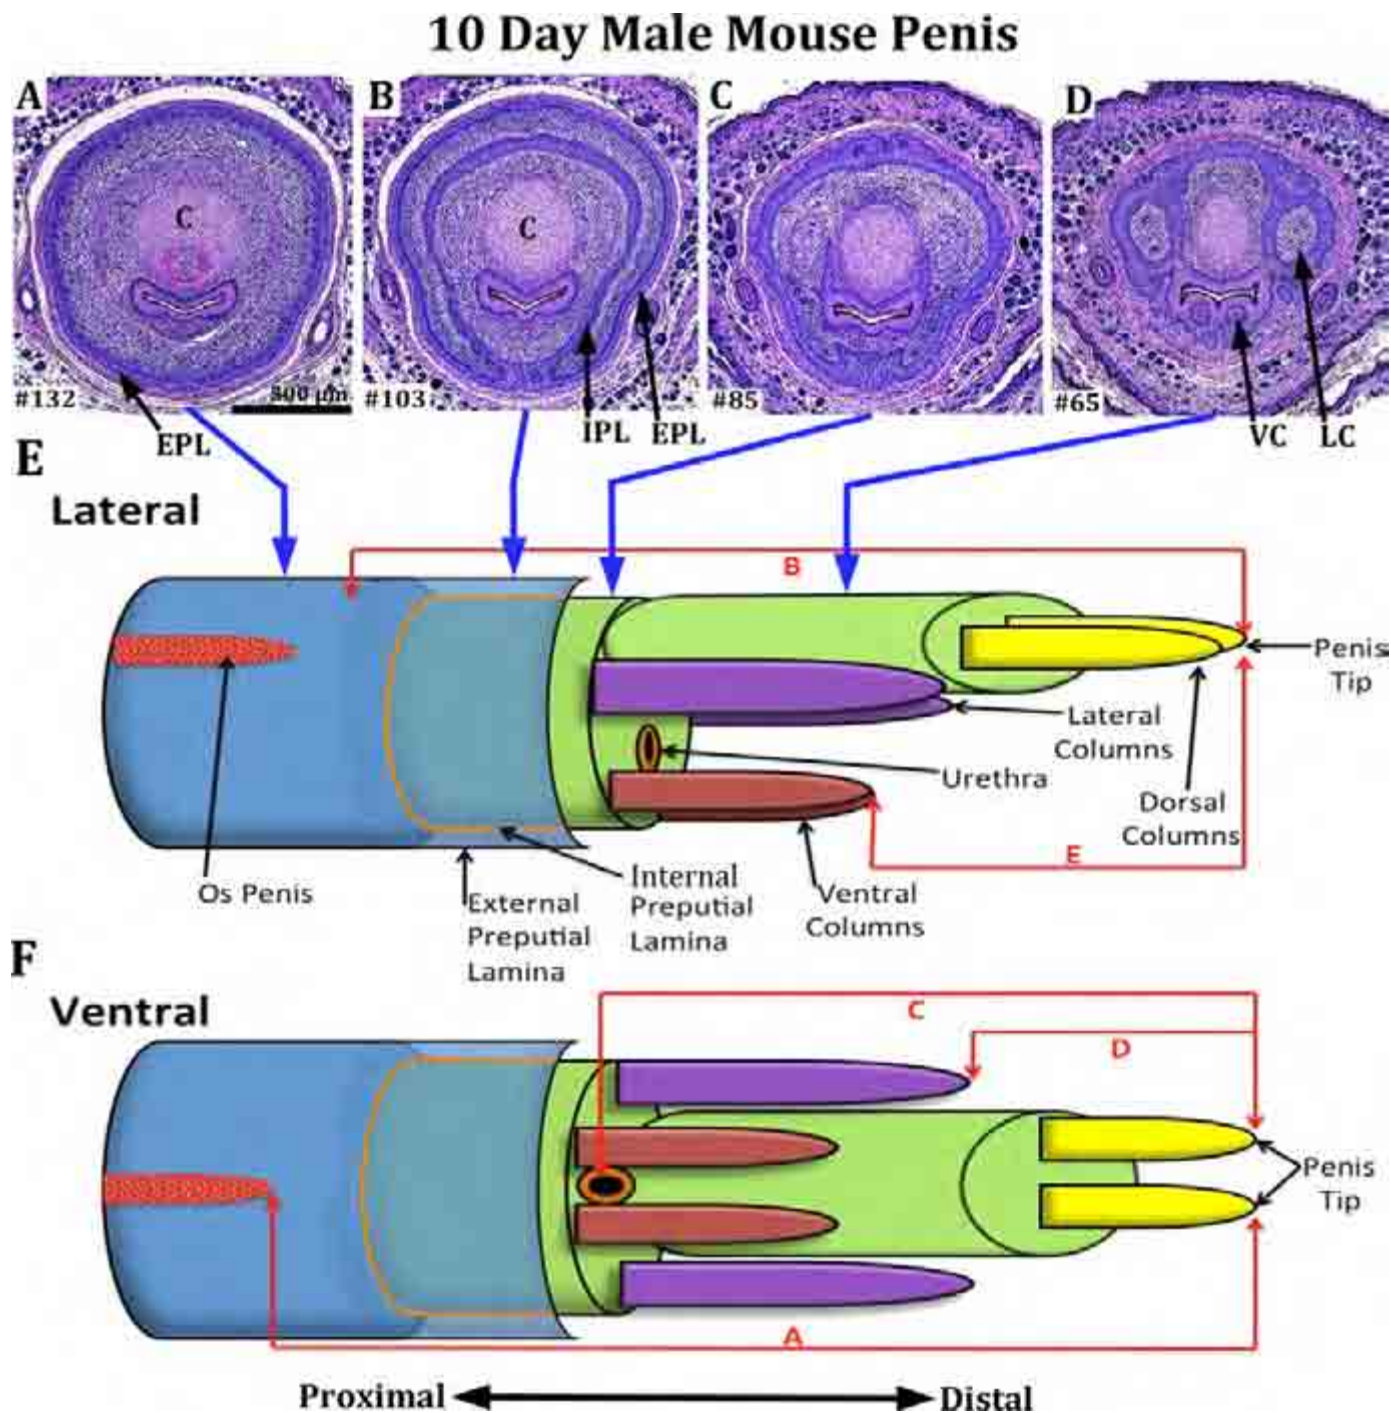 10 Day Male Mouse Penis
A
B
C
D
C
C
#132
800 µm
#103
#85
#65
EPL
IPL
EPL
VC
LC
E
Lateral
B
Penis
Tip
Lateral
Columns
Urethra
Dorsal
Columns
E
Os Penis
External
Preputial
Lamina
Internal
Preputial
Lamina
Ventral
Columns
F
Ventral
C
D
Penis
Tip
A
Proximal
Distal